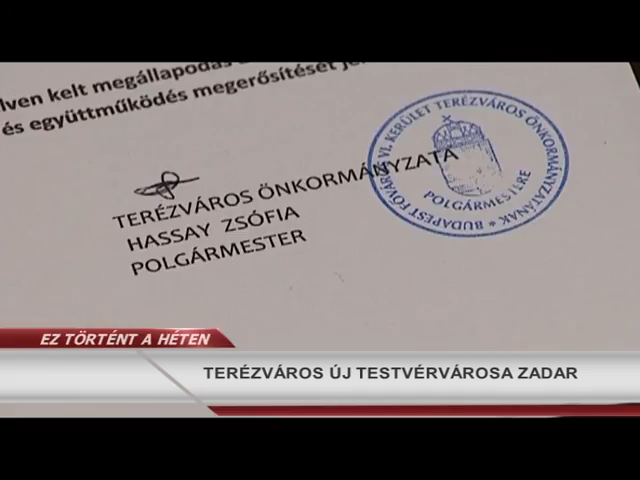 lven kelt megállapodás
és együttműködés megerősítését
TERÉZVÁROS ÖNKORMÁNYZATA
HASSAY ZSÓFIA
POLGÁRMESTER
BUDAPEST FŐVÁROS VI. KERÜLET TERÉZVÁROS ÖNKORMÁNYZATÁNAK *
POLGÁRMESTERE
EZ TÖRTÉNT A HÉTEN
TERÉZVÁROS ÚJ TESTVÉRVÁROSA ZADAR